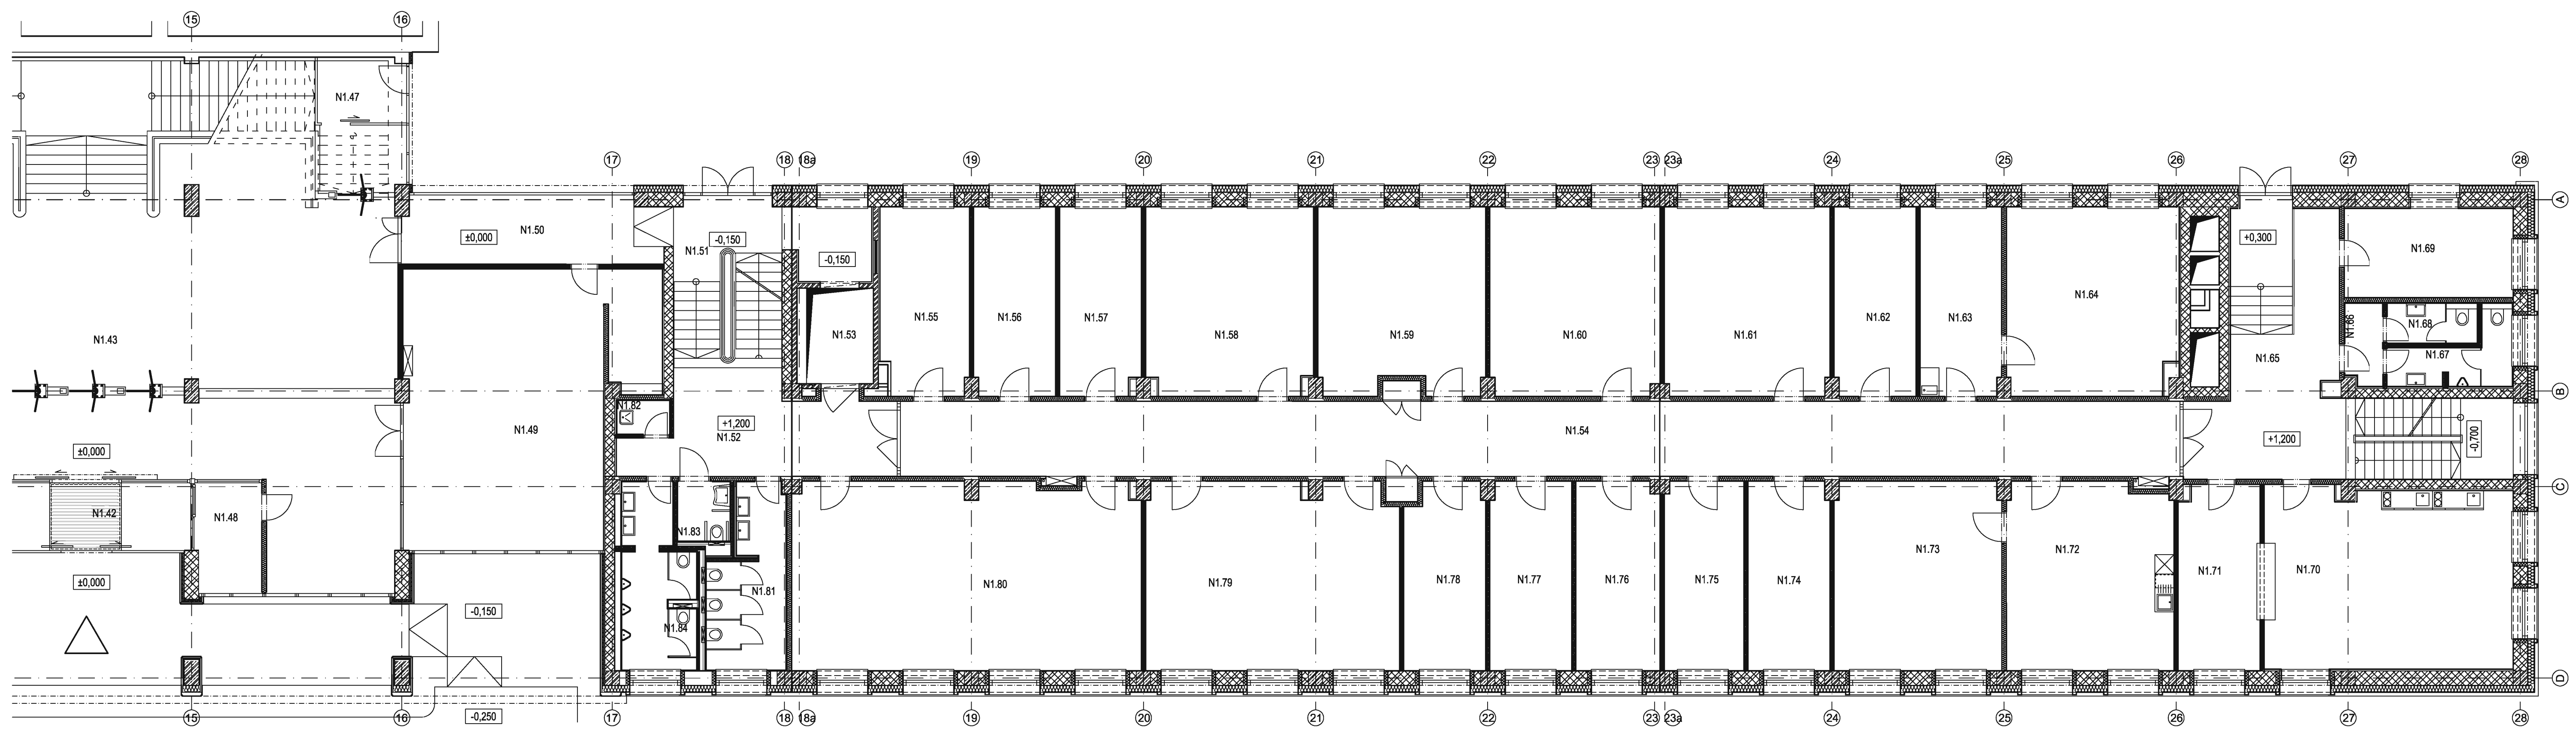 15
16
N1.47
17
18
18a
19
20
21
22
23
23a
24
25
26
27
28
A
N1.50
±0,000
N1.51
-0,150
-0,150
+0,300
N1.69
N1.43
N1.53
N1.55
N1.56
N1.57
N1.58
N1.59
N1.60
N1.61
N1.62
N1.63
N1.64
N1.65
N1.66
N1.68
N1.67
B
N1.82
+1,200
N1.52
N1.49
N1.54
+1,200
-0,700
±0,000
C
N1.42
N1.48
N1.83
N1.73
N1.72
N1.71
N1.70
±0,000
-0,150
N1.81
N1.84
N1.80
N1.79
N1.78
N1.77
N1.76
N1.75
N1.74
D
-0,250
15
16
17
18
18a
19
20
21
22
23
23a
24
25
26
27
28